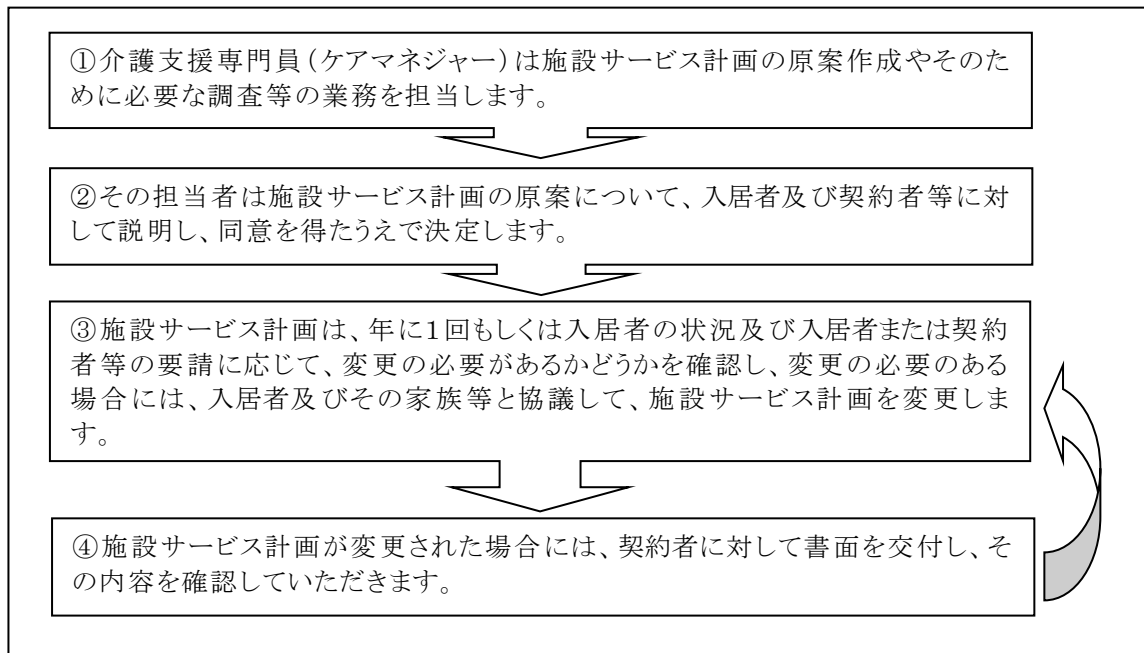 ①介護支援専門員（ケアマネジャー）は施設サービス計画の原案作成やそのた
めに必要な調査等の業務を担当します。
②その担当者は施設サービス計画の原案について、入居者及び契約者等に対
して説明し、同意を得たうえで決定します。
③施設サービス計画は、年に１回もしくは入居者の状況及び入居者または契約
者等の要請に応じて、変更の必要があるかどうかを確認し、変更の必要のある
場合には、入居者及びその家族等と協議して、施設サービス計画を変更しま
す。
④施設サービス計画が変更された場合には、契約者に対して書面を交付し、そ
の内容を確認していただきます。